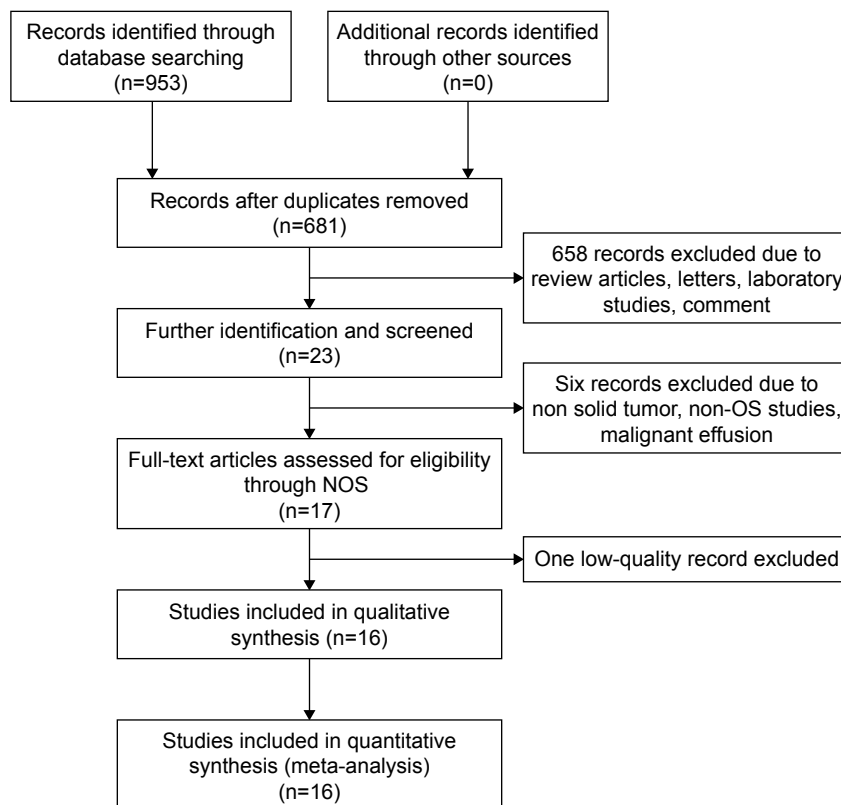 Records identified through
database searching
(n=953)
Additional records identified
through other sources
(n=0)
Records after duplicates removed
(n=681)
658 records excluded due to
review articles, letters, laboratory
studies, comment
Further identification and screened
(n=23)
Six records excluded due to
non solid tumor, non-OS studies,
malignant effusion
Full-text articles assessed for eligibility
through NOS
(n=17)
One low-quality record excluded
Studies included in qualitative
synthesis (n=16)
Studies included in quantitative
synthesis (meta-analysis)
(n=16)